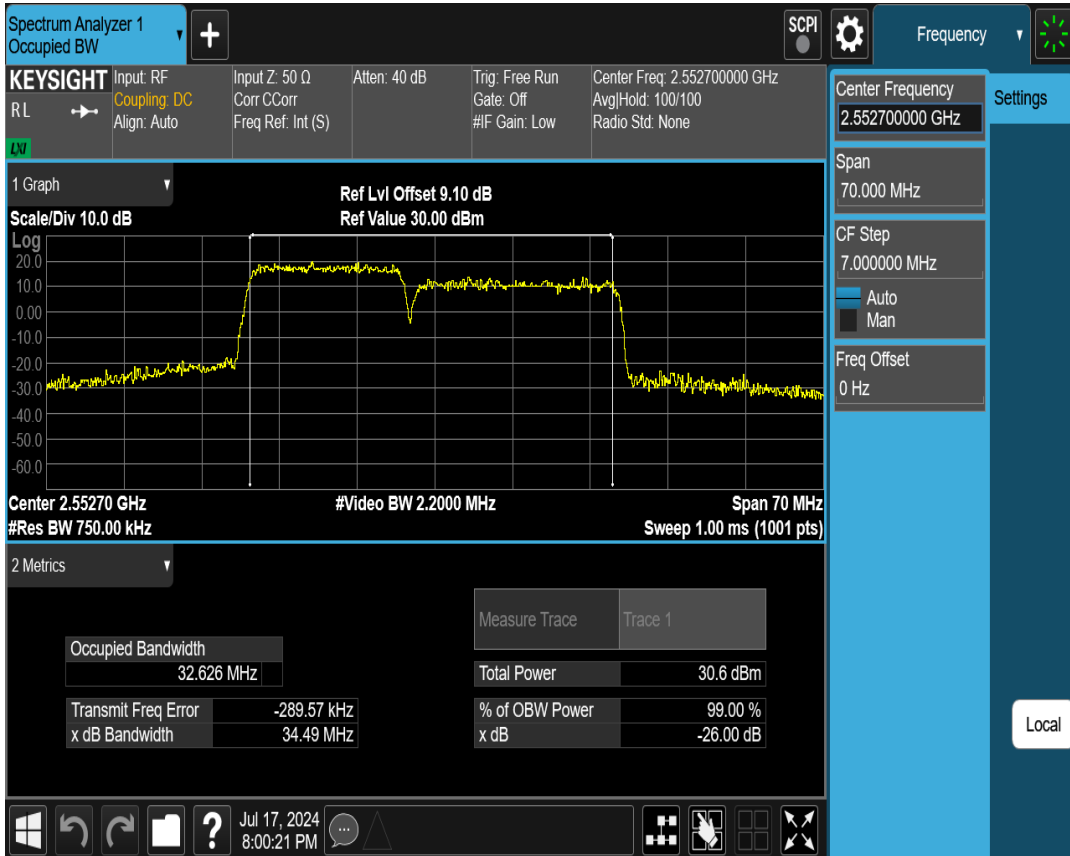 Spectrum Analyzer 1
Occupied BW
+
SCPI
Frequency
KEYSIGHT
R L
LXI
Input: RF
Coupling: DC
Align: Auto
Input Z: 50 Ω
Corr CCorr
Freq Ref: Int (S)
Atten: 40 dB
Trig: Free Run
Gate: Off
#IF Gain: Low
Center Freq: 2.552700000 GHz
Avg|Hold: 100/100
Radio Std: None
Center Frequency
2.552700000 GHz
Settings
Span
70.000 MHz
CF Step
7.000000 MHz
Auto
Man
Freq Offset
0 Hz
Local
1 Graph
Scale/Div 10.0 dB
Ref Lvl Offset 9.10 dB
Ref Value 30.00 dBm
Log
20.0
10.0
0.00
-10.0
-20.0
-30.0
-40.0
-50.0
-60.0
Center 2.55270 GHz
#Video BW 2.2000 MHz
Span 70 MHz
#Res BW 750.00 kHz
Sweep 1.00 ms (1001 pts)
2 Metrics
Measure Trace
Trace 1
Occupied Bandwidth
32.626 MHz
Total Power
30.6 dBm
Transmit Freq Error
-289.57 kHz
% of OBW Power
99.00 %
x dB Bandwidth
34.49 MHz
x dB
-26.00 dB
?
Jul 17, 2024
8:00:21 PM